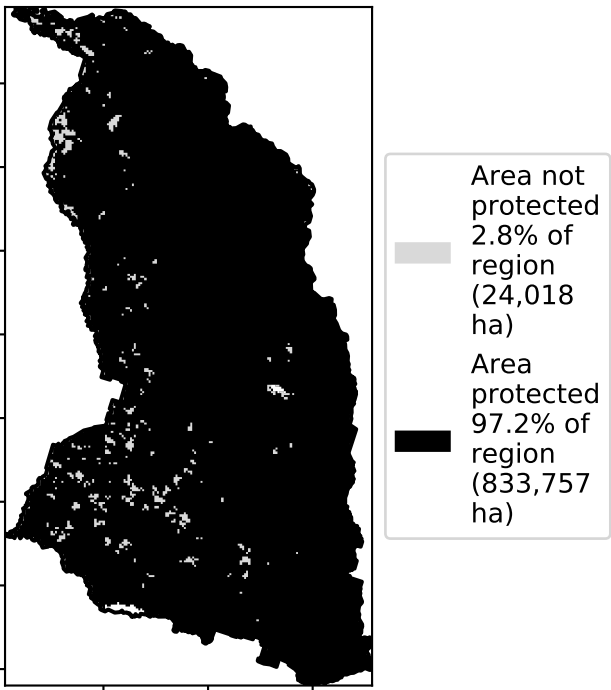 Area not
protected
2.8% of
region
(24,018
ha)
Area
protected
97.2% of
region
(833,757
ha)